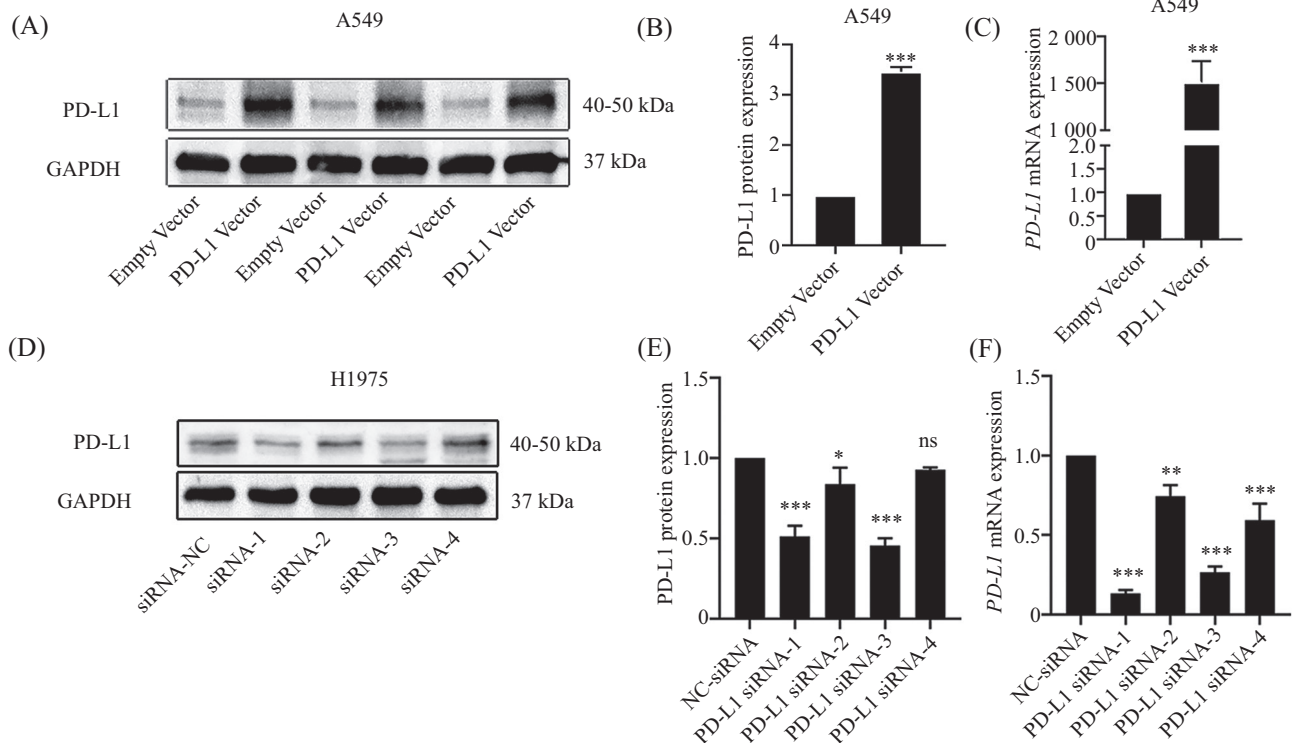 (A)
A549
PD-L1
40-50 kDa
GAPDH
37 kDa
Empty Vector
PD-L1 Vector
Empty Vector
PD-L1 Vector
Empty Vector
PD-L1 Vector
(B)
A549
PD-L1 protein expression
4
3
2
1
0
***
Empty Vector
PD-L1 Vector
(C)
A549
PD-L1 mRNA expression
2 000
1 500
1 000
2.0
1.5
1.0
0.5
0
***
Empty Vector
PD-L1 Vector
(D)
H1975
PD-L1
40-50 kDa
GAPDH
37 kDa
siRNA-NC
siRNA-1
siRNA-2
siRNA-3
siRNA-4
(E)
PD-L1 protein expression
1.5
1.0
0.5
0
***
*
***
ns
NC-siRNA
PD-L1 siRNA-1
PD-L1 siRNA-2
PD-L1 siRNA-3
PD-L1 siRNA-4
(F)
PD-L1 mRNA expression
1.5
1.0
0.5
0
***
**
***
***
NC-siRNA
PD-L1 siRNA-1
PD-L1 siRNA-2
PD-L1 siRNA-3
PD-L1 siRNA-4